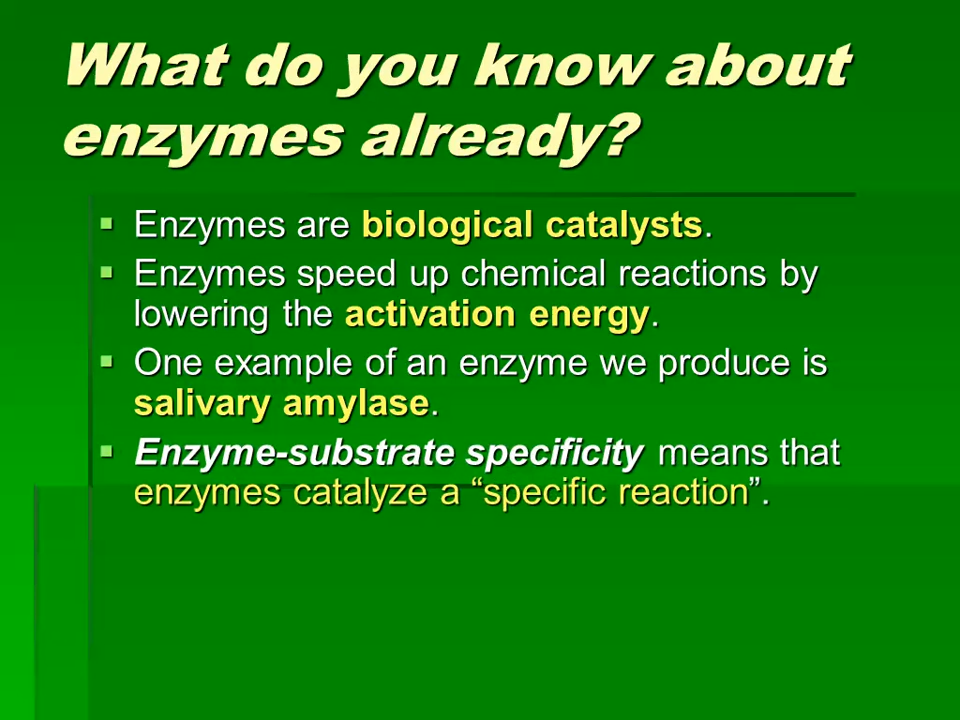 What do you know about
enzymes already?
Enzymes are biological catalysts.
Enzymes speed up chemical reactions by
lowering the activation energy.
One example of an enzyme we produce is
salivary amylase.
Enzyme-substrate specificity means that
enzymes catalyze a “specific reaction”.